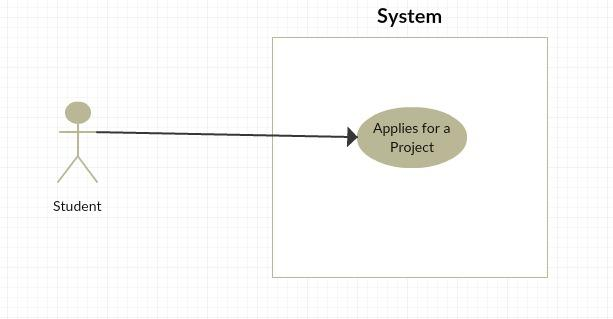 System
Applies for a
Project
Student